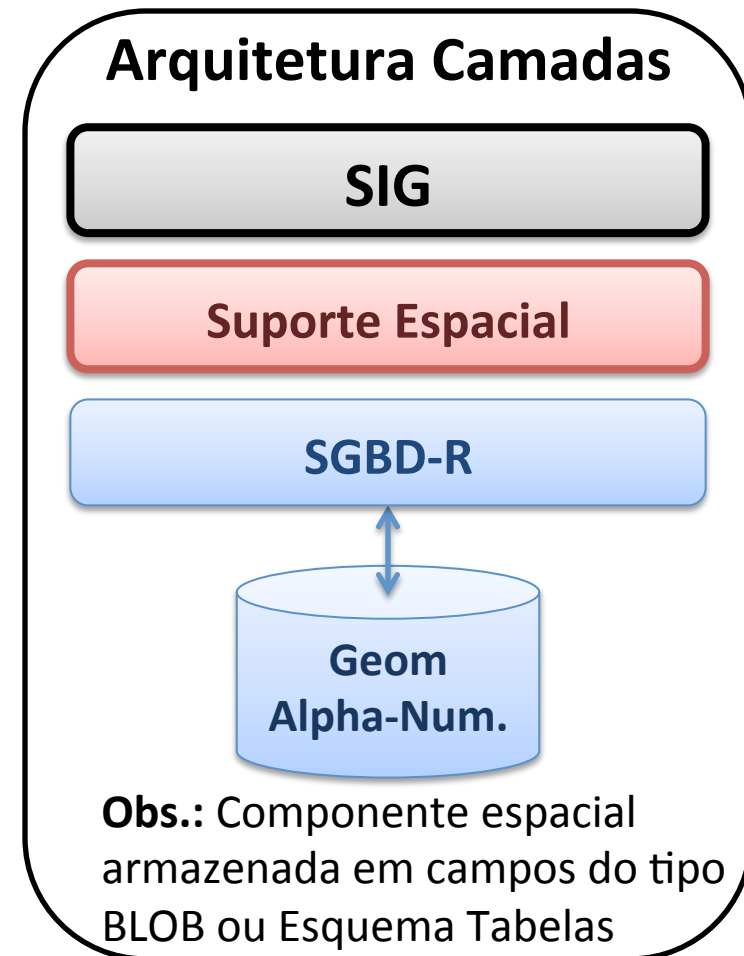 Arquitetura Camadas
SIG
Suporte Espacial
SGBD-R
Geom
Alpha-Num.
Obs.: Componente espacial
armazenada em campos do tipo
BLOB ou Esquema Tabelas